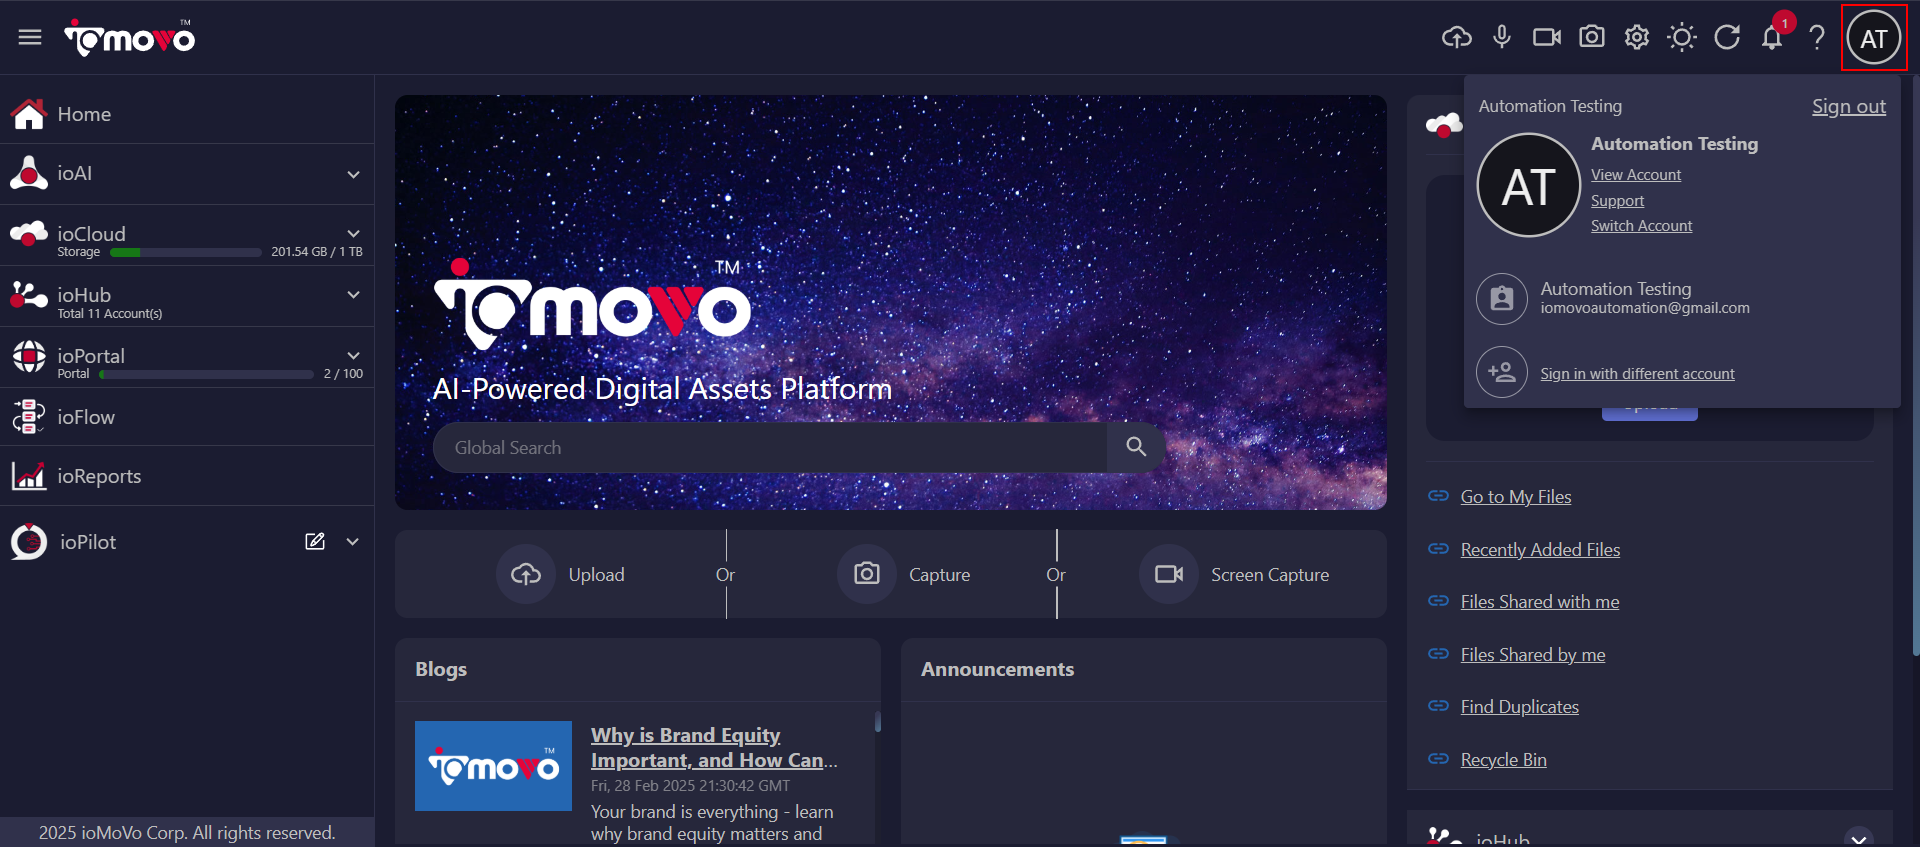 iomovo TM
1
AT
Home
ioAI
ioCloud
Storage 201.54 GB / 1 TB
ioHub
Total 11 Account(s)
ioPortal
Portal 2 / 100
ioFlow
ioReports
ioPilot
2025 ioMoVo Corp. All rights reserved.
iomovo TM
AI-Powered Digital Assets Platform
Global Search
Upload
Or
Capture
Or
Screen Capture
Blogs
iomovo TM
Why is Brand Equity
Important, and How Can...
Fri, 28 Feb 2025 21:30:42 GMT
Your brand is everything - learn
why brand equity matters and
Announcements
Automation Testing
Sign out
AT
Automation Testing
View Account
Support
Switch Account
Automation Testing
iomovoautomation@gmail.com
Sign in with different account
Upload
Go to My Files
Recently Added Files
Files Shared with me
Files Shared by me
Find Duplicates
Recycle Bin
ioHub